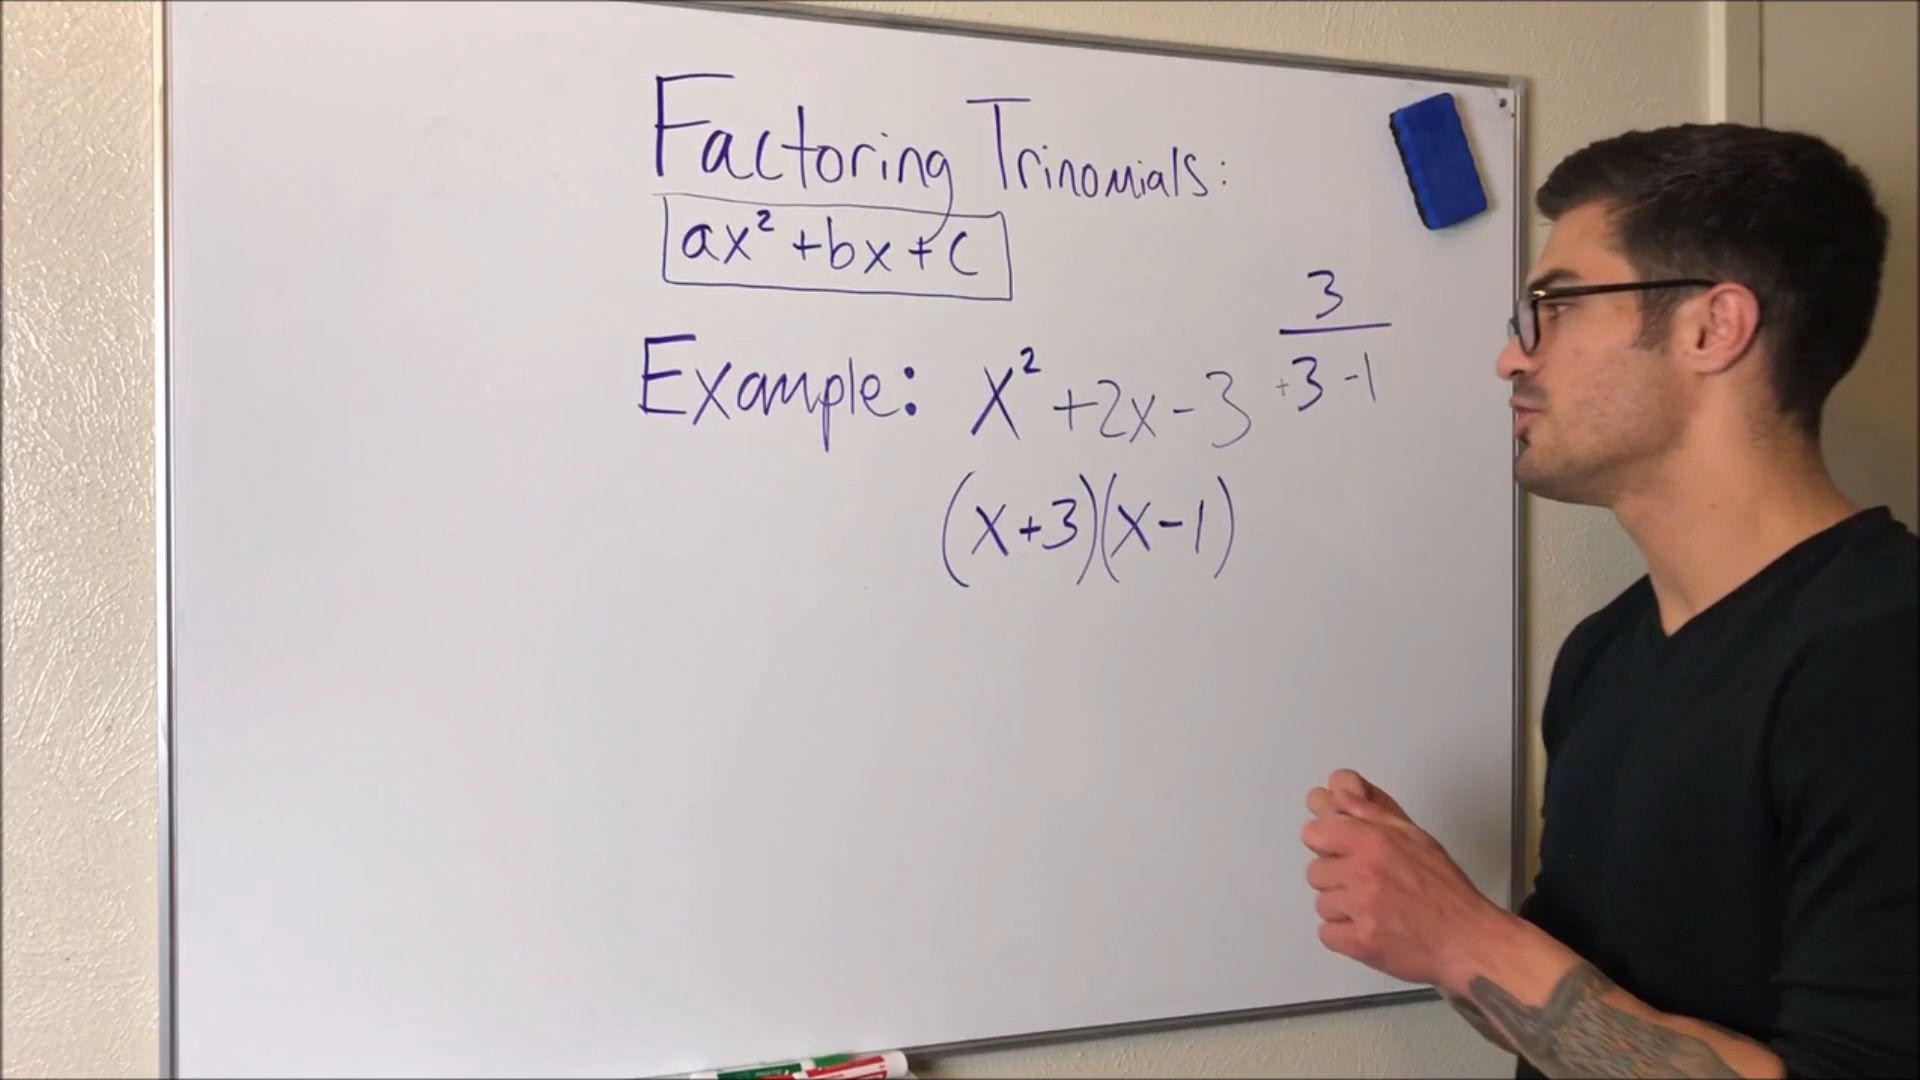 Factoring Trinomials:
ax² + bx + c
3
Example: x² + 2x - 3
+3 -1
(x+3)(x-1)